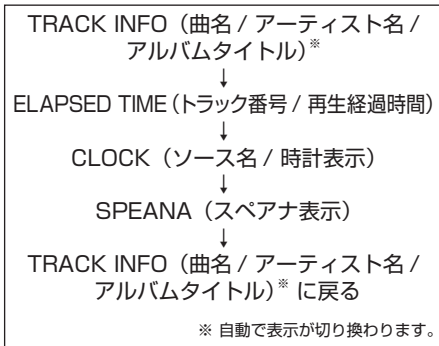 TRACK INFO（曲名 / アーティスト名 /
アルバムタイトル）※
↓
ELAPSED TIME（トラック番号 / 再生経過時間）
↓
CLOCK（ソース名 / 時計表示）
↓
SPEANA（スペアナ表示）
↓
TRACK INFO（曲名 / アーティスト名 /
アルバムタイトル）※ に戻る
※ 自動で表示が切り換わります。